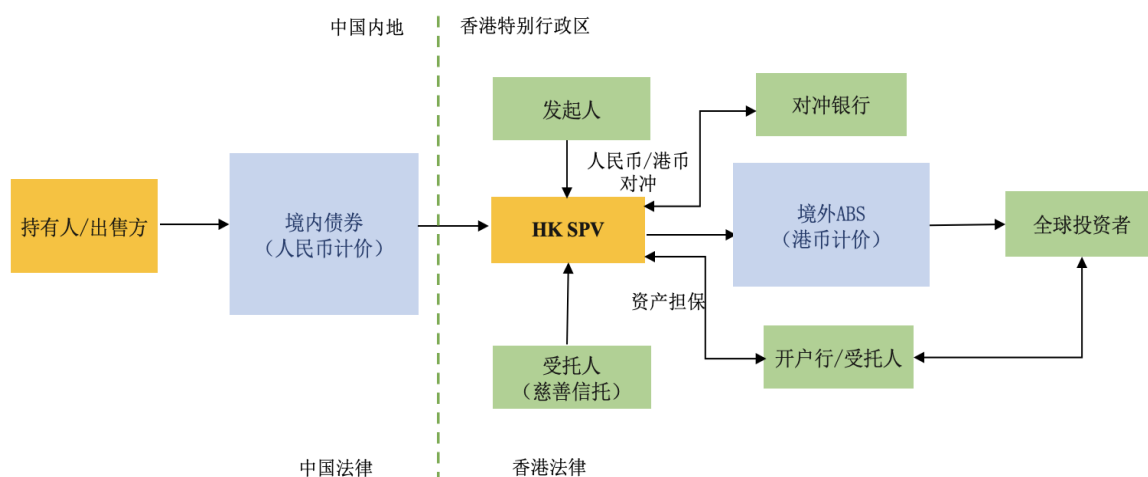 中国内地
香港特别行政区
发起人
对冲银行
人民币/港币
对冲
持有人/出售方
境内债券
（人民币计价）
HK SPV
境外ABS
（港币计价）
全球投资者
资产担保
受托人
（慈善信托）
开户行/受托人
中国法律
香港法律